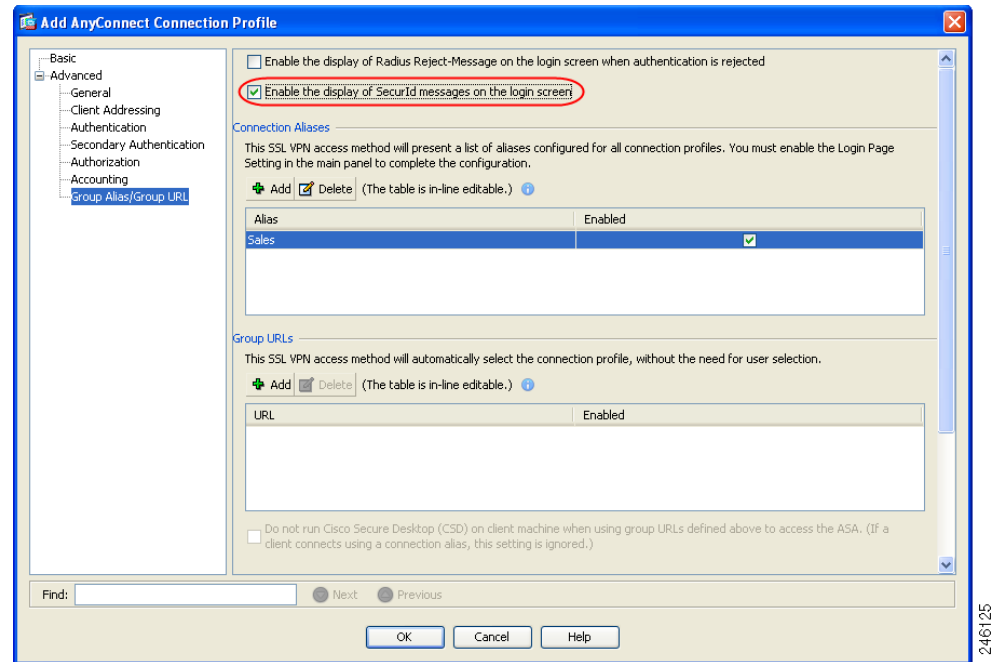 Add AnyConnect Connection Profile
Basic
Advanced
General
Client Addressing
Authentication
Secondary Authentication
Authorization
Accounting
Group Alias/Group URL
Enable the display of Radius Reject-Message on the login screen when authentication is rejected
Enable the display of SecurId messages on the login screen
Connection Aliases
This SSL VPN access method will present a list of aliases configured for all connection profiles. You must enable the Login Page
Setting in the main panel to complete the configuration.
Add Delete (The table is in-line editable.)
Alias Enabled
Sales
Group URLs
This SSL VPN access method will automatically select the connection profile, without the need for user selection.
Add Delete (The table is in-line editable.)
URL Enabled
Do not run Cisco Secure Desktop (CSD) on client machine when using group URLs defined above to access the ASA. (If a
client connects using a connection alias, this setting is ignored.)
Find: Next Previous
OK Cancel Help
246125